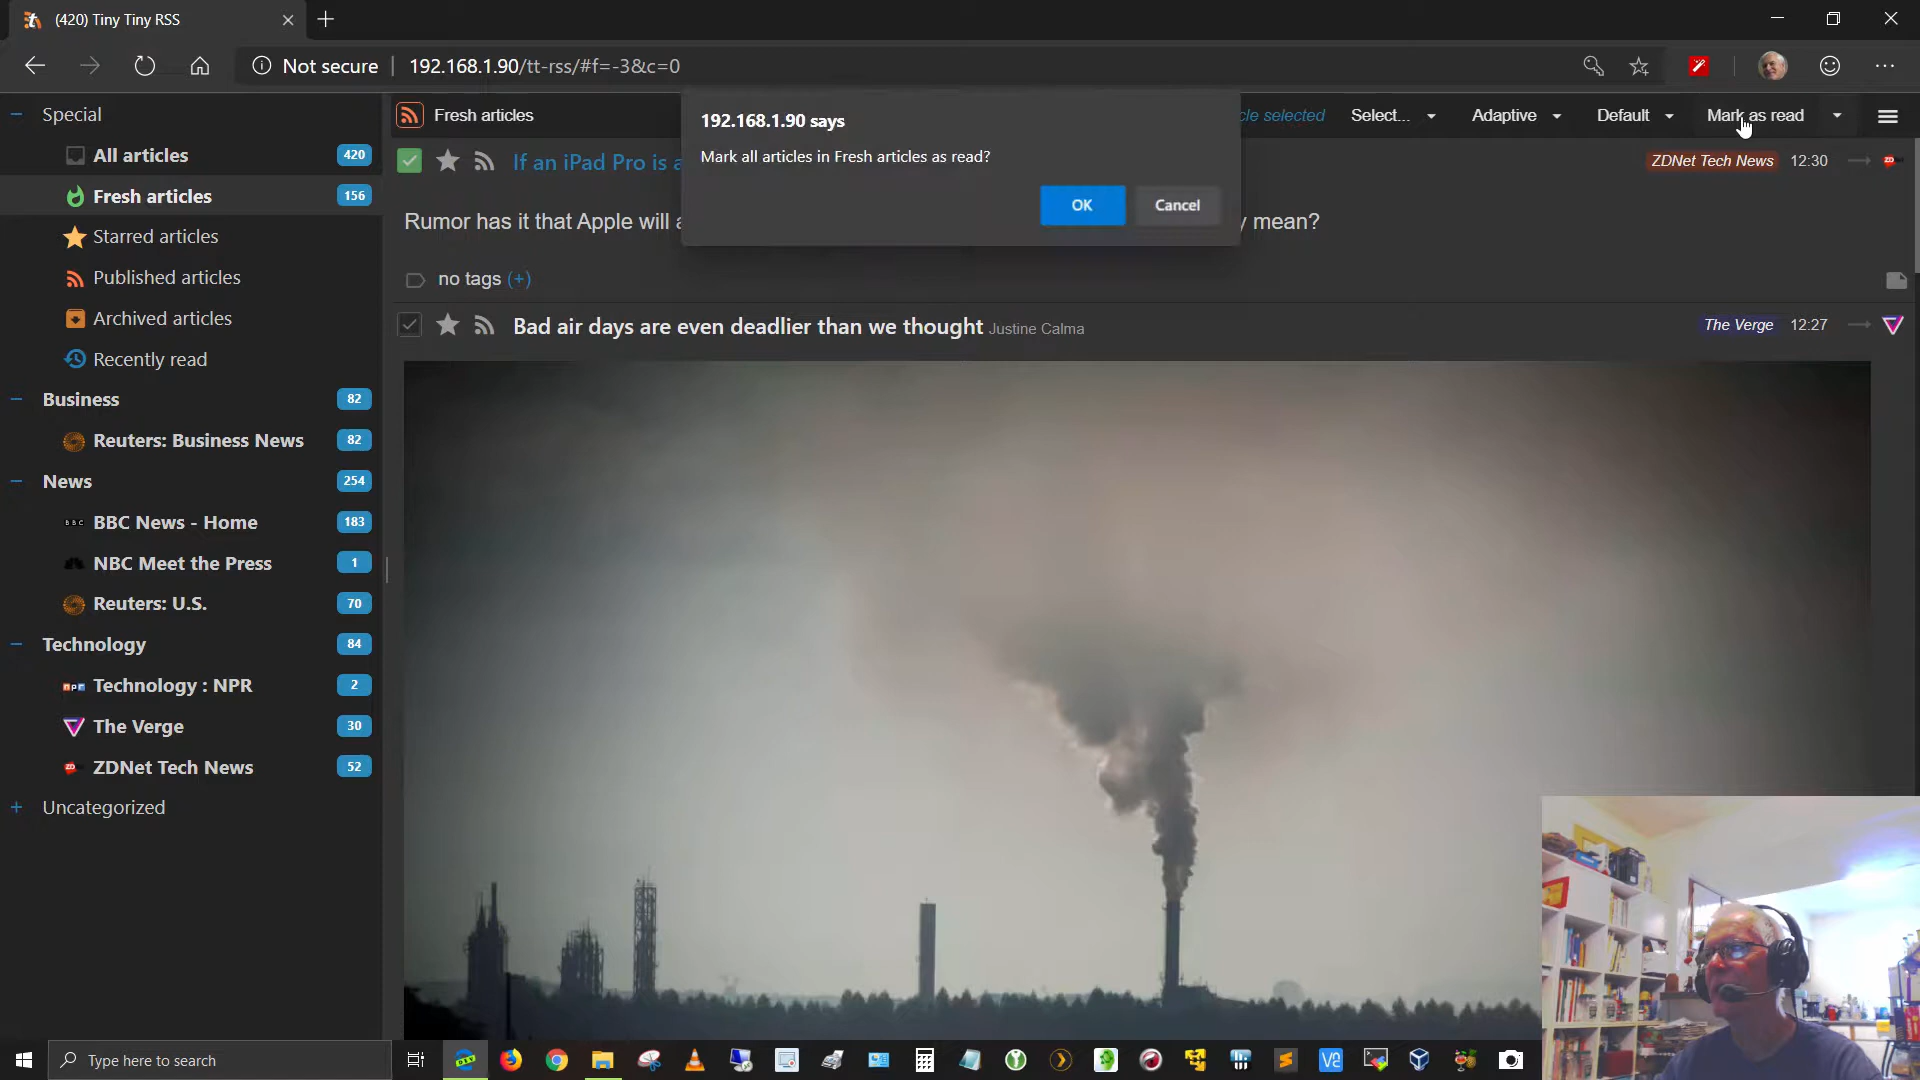 (420) Tiny Tiny RSS
Not secure
192.168.1.90/tt-rss/#f=-3&c=0
Special
All articles 420
Fresh articles 156
Starred articles
Published articles
Archived articles
Recently read
Business 82
Reuters: Business News 82
News 254
BBC News - Home 183
NBC Meet the Press 1
Reuters: U.S. 70
Technology 84
Technology : NPR 2
The Verge 30
ZDNet Tech News 52
Uncategorized
Fresh articles
cle selected Select... Adaptive Default Mark as read
192.168.1.90 says
Mark all articles in Fresh articles as read?
OK Cancel
If an iPad Pro is a
ZDNet Tech News 12:30
Rumor has it that Apple will a
y mean?
no tags (+)
Bad air days are even deadlier than we thought Justine Calma
The Verge 12:27
Type here to search